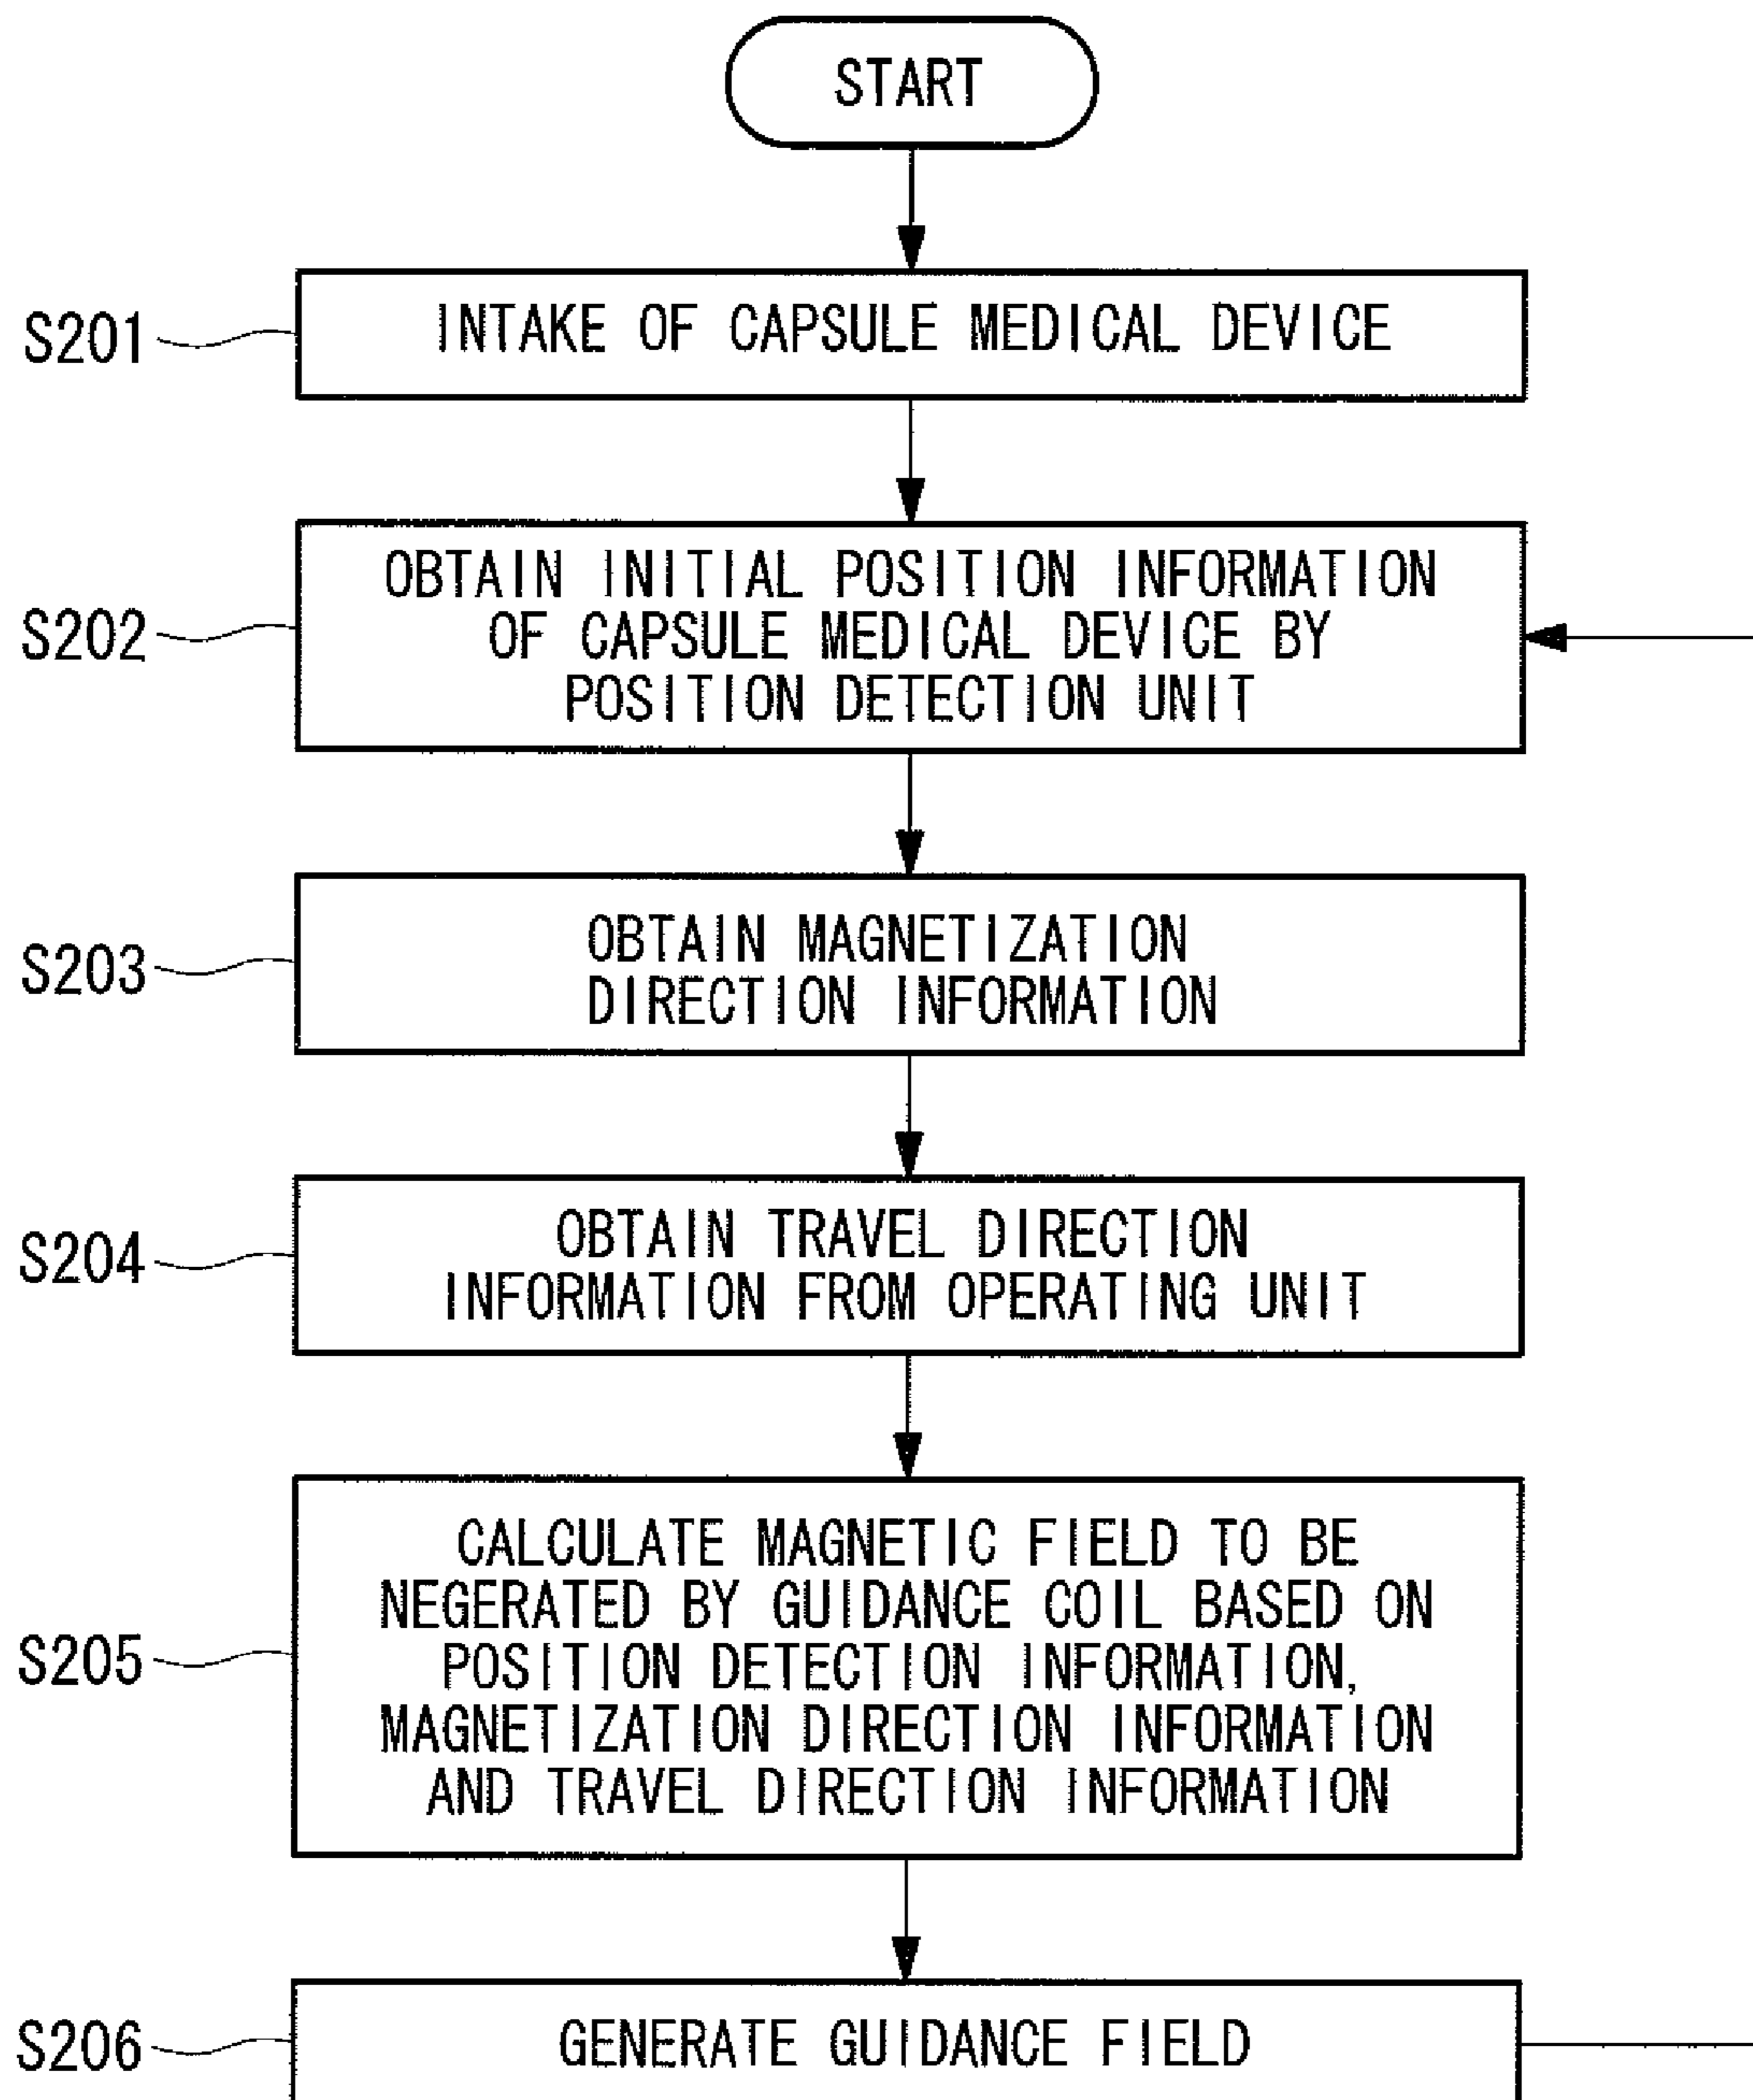 START
S201
INTAKE OF CAPSULE MEDICAL DEVICE
S202
OBTAIN INITIAL POSITION INFORMATION
OF CAPSULE MEDICAL DEVICE BY
POSITION DETECTION UNIT
S203
OBTAIN MAGNETIZATION
DIRECTION INFORMATION
S204
OBTAIN TRAVEL DIRECTION
INFORMATION FROM OPERATING UNIT
S205
CALCULATE MAGNETIC FIELD TO BE
NEGERATED BY GUIDANCE COIL BASED ON
POSITION DETECTION INFORMATION,
MAGNETIZATION DIRECTION INFORMATION
AND TRAVEL DIRECTION INFORMATION
S206
GENERATE GUIDANCE FIELD